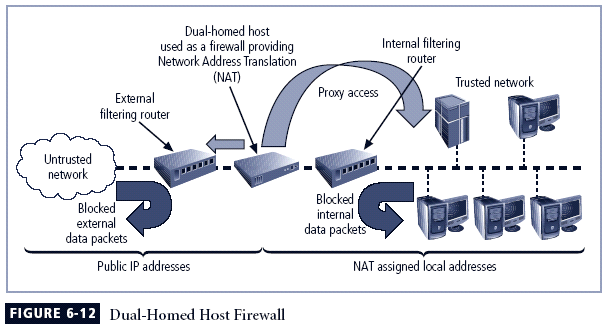 Dual-homed host
used as a firewall providing
Network Address Translation
(NAT)
Internal filtering
router
External
filtering router
Proxy access
Trusted network
Untrusted
network
Blocked
external
data packets
Blocked
internal
data packets
Public IP addresses
NAT assigned local addresses
FIGURE 6-12 Dual-Homed Host Firewall